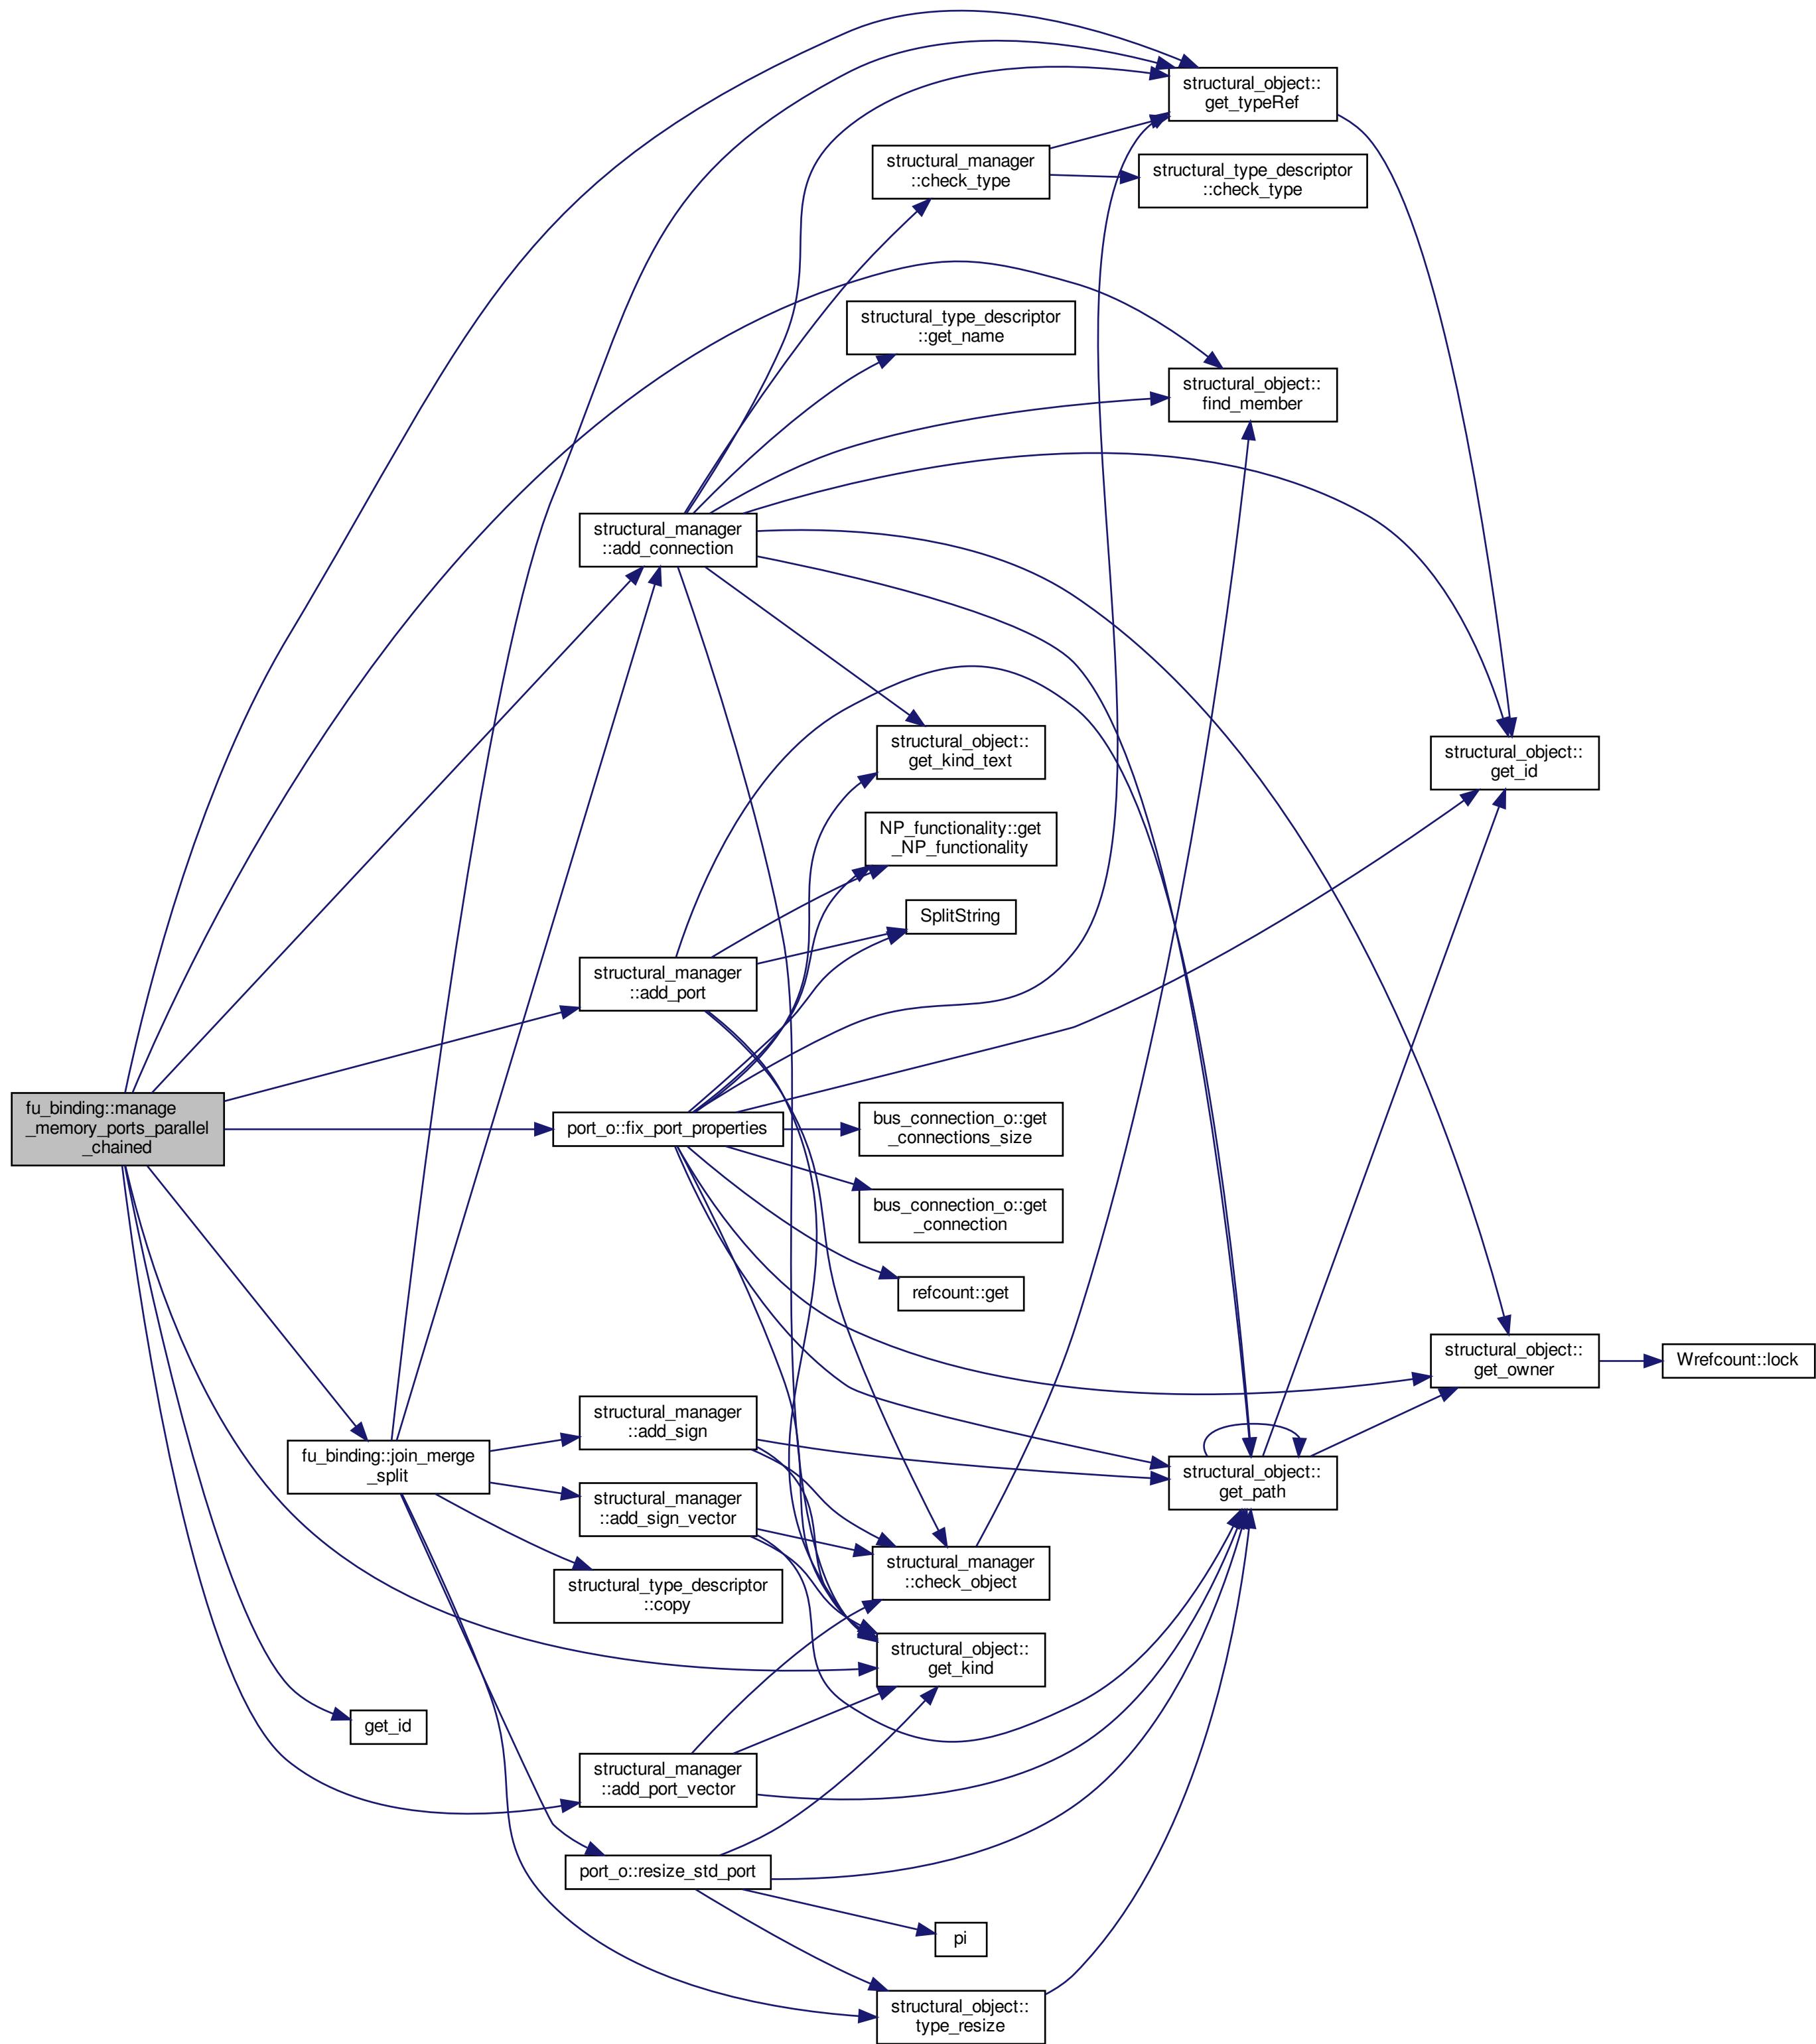 structural_object::
get_typeRef
structural_manager
::check_type
structural_type_descriptor
::check_type
structural_type_descriptor
::get_name
structural_object::
find_member
structural_manager
::add_connection
structural_object::
get_kind_text
structural_object::
get_id
NP_functionality::get
_NP_functionality
SplitString
structural_manager
::add_port
fu_binding::manage
_memory_ports_parallel
_chained
port_o::fix_port_properties
bus_connection_o::get
_connections_size
bus_connection_o::get
_connection
refcount::get
structural_object::
get_owner
Wrefcount::lock
structural_manager
::add_sign
fu_binding::join_merge
_split
structural_object::
get_path
structural_manager
::add_sign_vector
structural_manager
::check_object
structural_type_descriptor
::copy
structural_object::
get_kind
get_id
structural_manager
::add_port_vector
port_o::resize_std_port
pi
structural_object::
type_resize